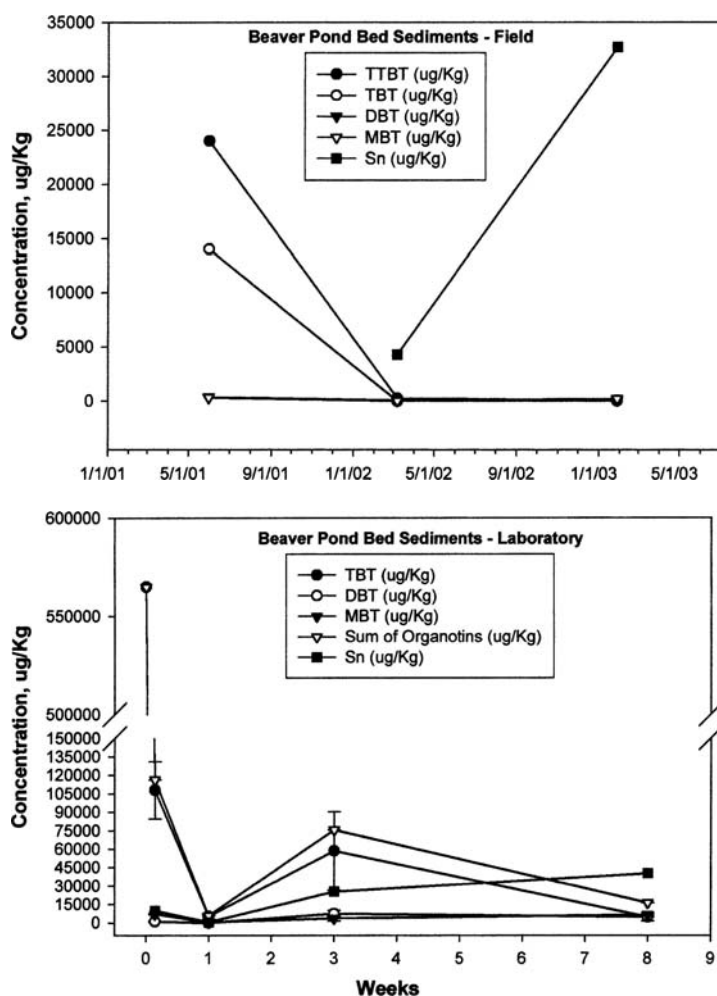 Beaver Pond Bed Sediments - Field
TTBT (ug/Kg)
TBT (ug/Kg)
DBT (ug/Kg)
MBT (ug/Kg)
Sn (ug/Kg)
Concentration, ug/Kg
35000
30000
25000
20000
15000
10000
5000
0
1/1/01 5/1/01 9/1/01 1/1/02 5/1/02 9/1/02 1/1/03 5/1/03
Beaver Pond Bed Sediments - Laboratory
TBT (ug/Kg)
DBT (ug/Kg)
MBT (ug/Kg)
Sum of Organotins (ug/Kg)
Sn (ug/Kg)
Concentration, ug/Kg
600000
550000
500000
150000
135000
120000
105000
90000
75000
60000
45000
30000
15000
0
0 1 2 3 4 5 6 7 8 9
Weeks